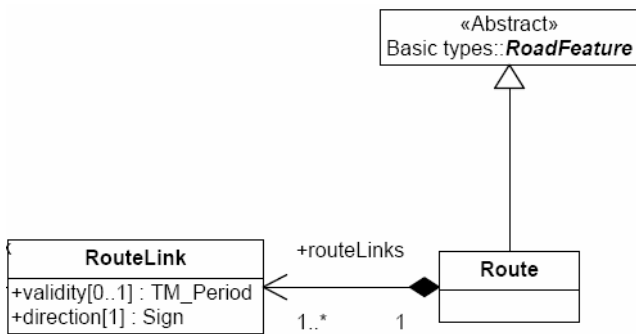 «Abstract»
Basic types::RoadFeature
RouteLink
+validity[0..1] : TM_Period
+direction[1] : Sign
+routeLinks
1..*
1
Route